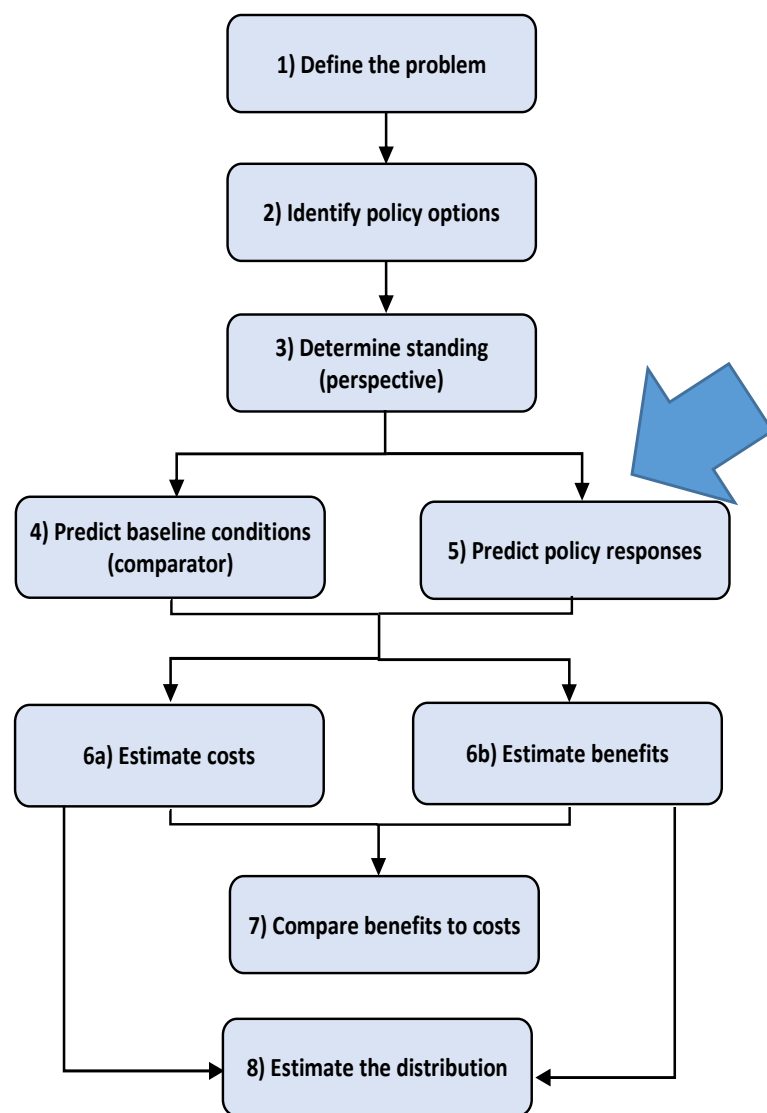 1) Define the problem
2) Identify policy options
3) Determine standing
(perspective)
4) Predict baseline conditions
(comparator)
5) Predict policy responses
6a) Estimate costs
6b) Estimate benefits
7) Compare benefits to costs
8) Estimate the distribution